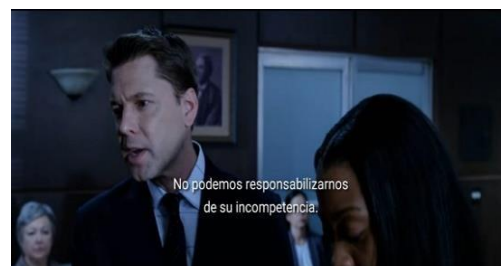 No podemos responsabilizarnos
de su incompetencia.